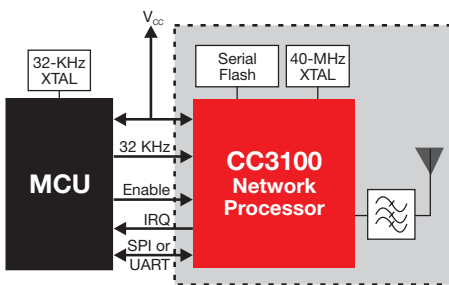 VCC
32-KHz
XTAL
Serial
Flash
40-MHz
XTAL
MCU
32 KHz
Enable
IRQ
SPI or
UART
CC3100
Network
Processor